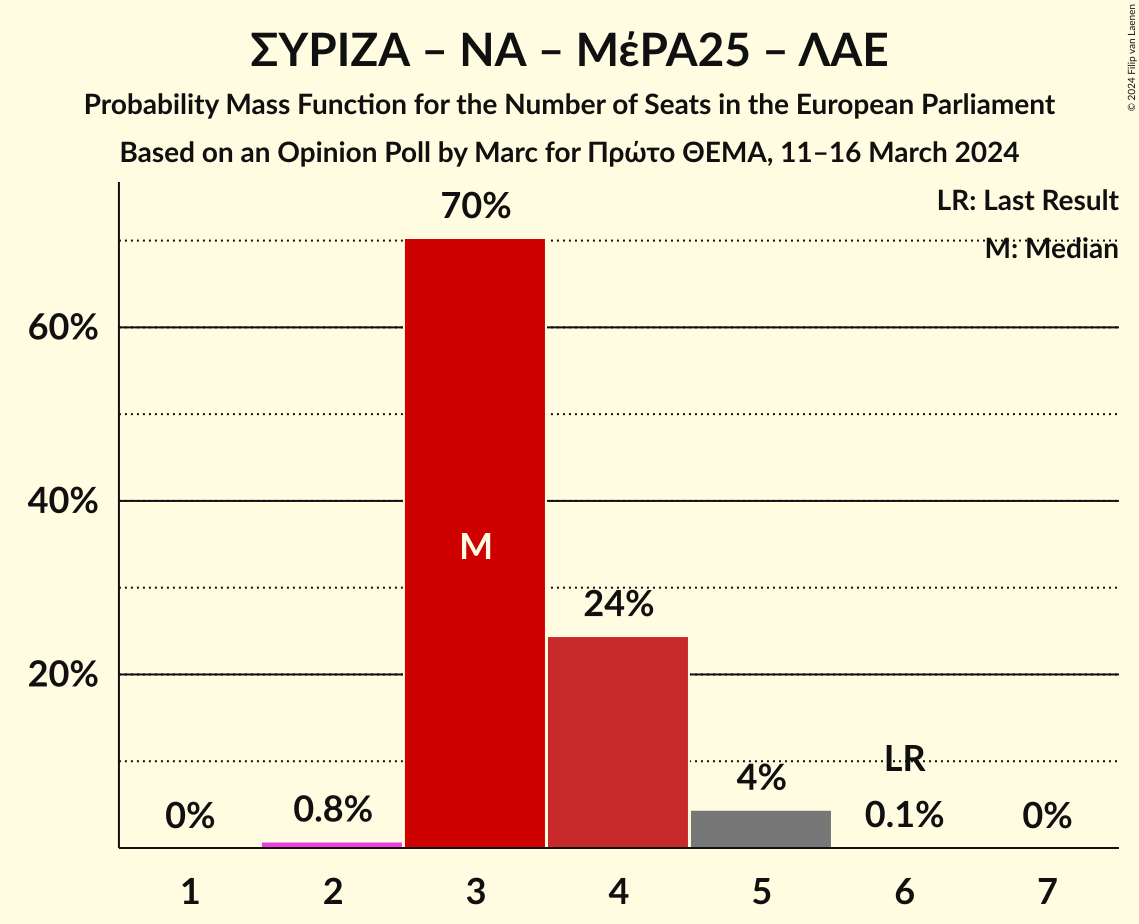 ΣΥΡΙΖΑ – ΝΑ – ΜέΡΑ25 – ΛΑΕ
Probability Mass Function for the Number of Seats in the European Parliament
Based on an Opinion Poll by Marc for Πρώτο ΘΕΜΑ, 11–16 March 2024
© 2024 Filip van Laenen
LR: Last Result
M: Median
70%
60%
40%
M
24%
20%
LR
4%
0.8%
0%
0.1%
0%
1 2 3 4 5 6 7